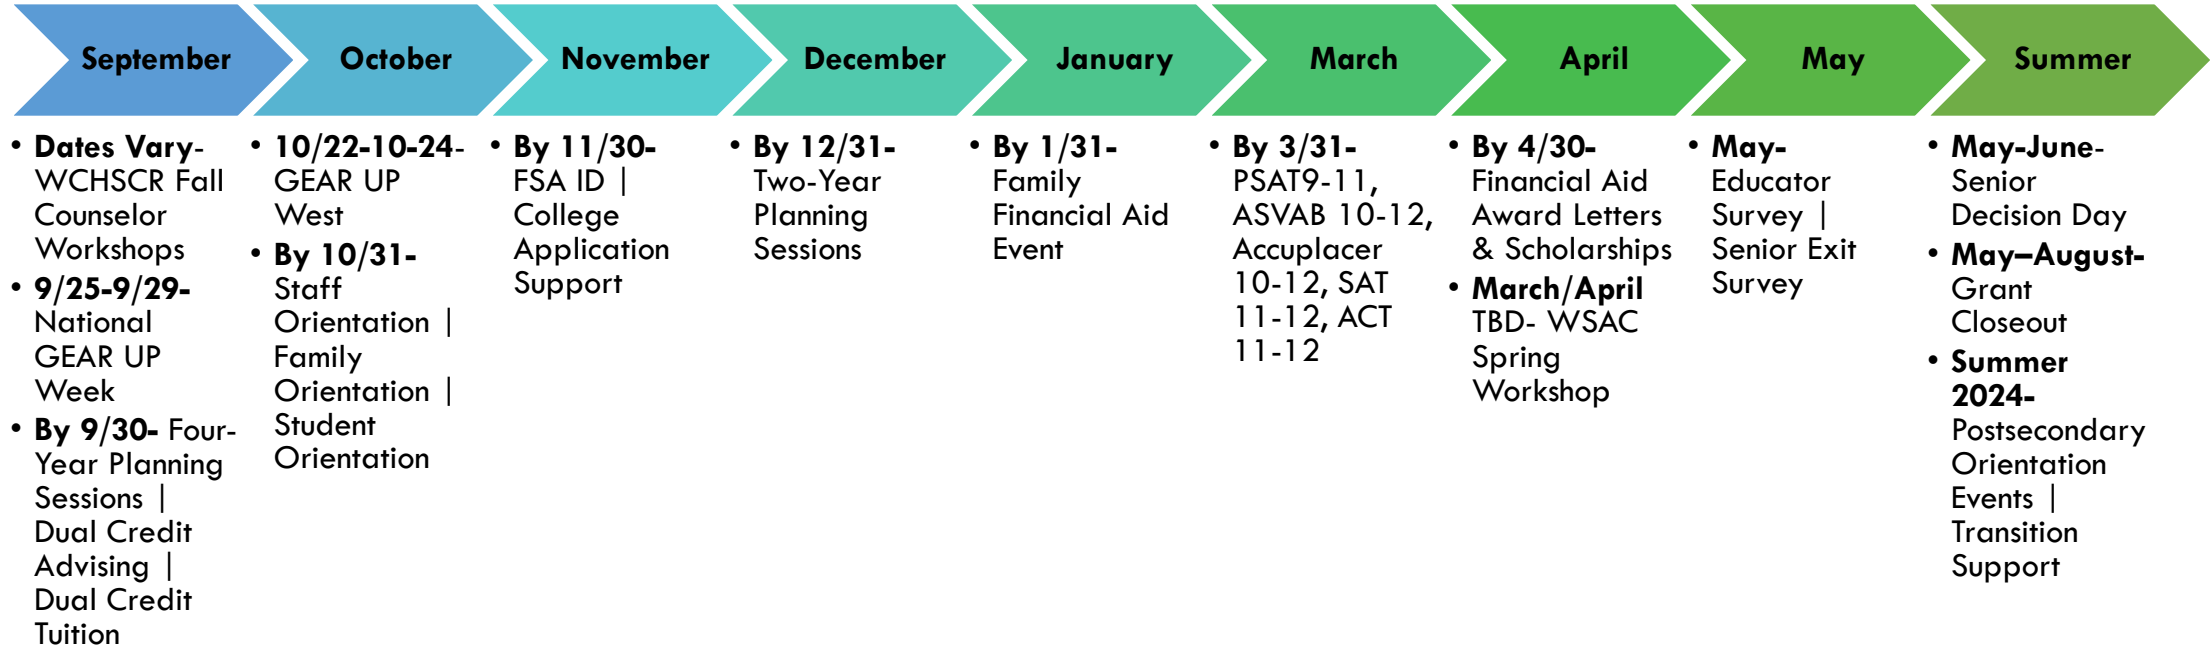 September
October
November
December
January
March
April
May
Summer
• Dates Vary-
WCHSCR Fall
Counselor
Workshops
• 9/25-9/29-
National
GEAR UP
Week
• By 9/30- Four-
Year Planning
Sessions |
Dual Credit
Advising |
Dual Credit
Tuition
• 10/22-10-24-
GEAR UP
West
• By 10/31-
Staff
Orientation |
Family
Orientation |
Student
Orientation
• By 11/30-
FSA ID |
College
Application
Support
• By 12/31-
Two-Year
Planning
Sessions
• By 1/31-
Family
Financial Aid
Event
• By 3/31-
PSAT9-11,
ASVAB 10-12,
Accuplacer
10-12, SAT
11-12, ACT
11-12
• By 4/30-
Financial Aid
Award Letters
& Scholarships
• March/April
TBD- WSAC
Spring
Workshop
• May-
Educator
Survey |
Senior Exit
Survey
• May-June-
Senior
Decision Day
• May–August-
Grant
Closeout
• Summer
2024-
Postsecondary
Orientation
Events |
Transition
Support